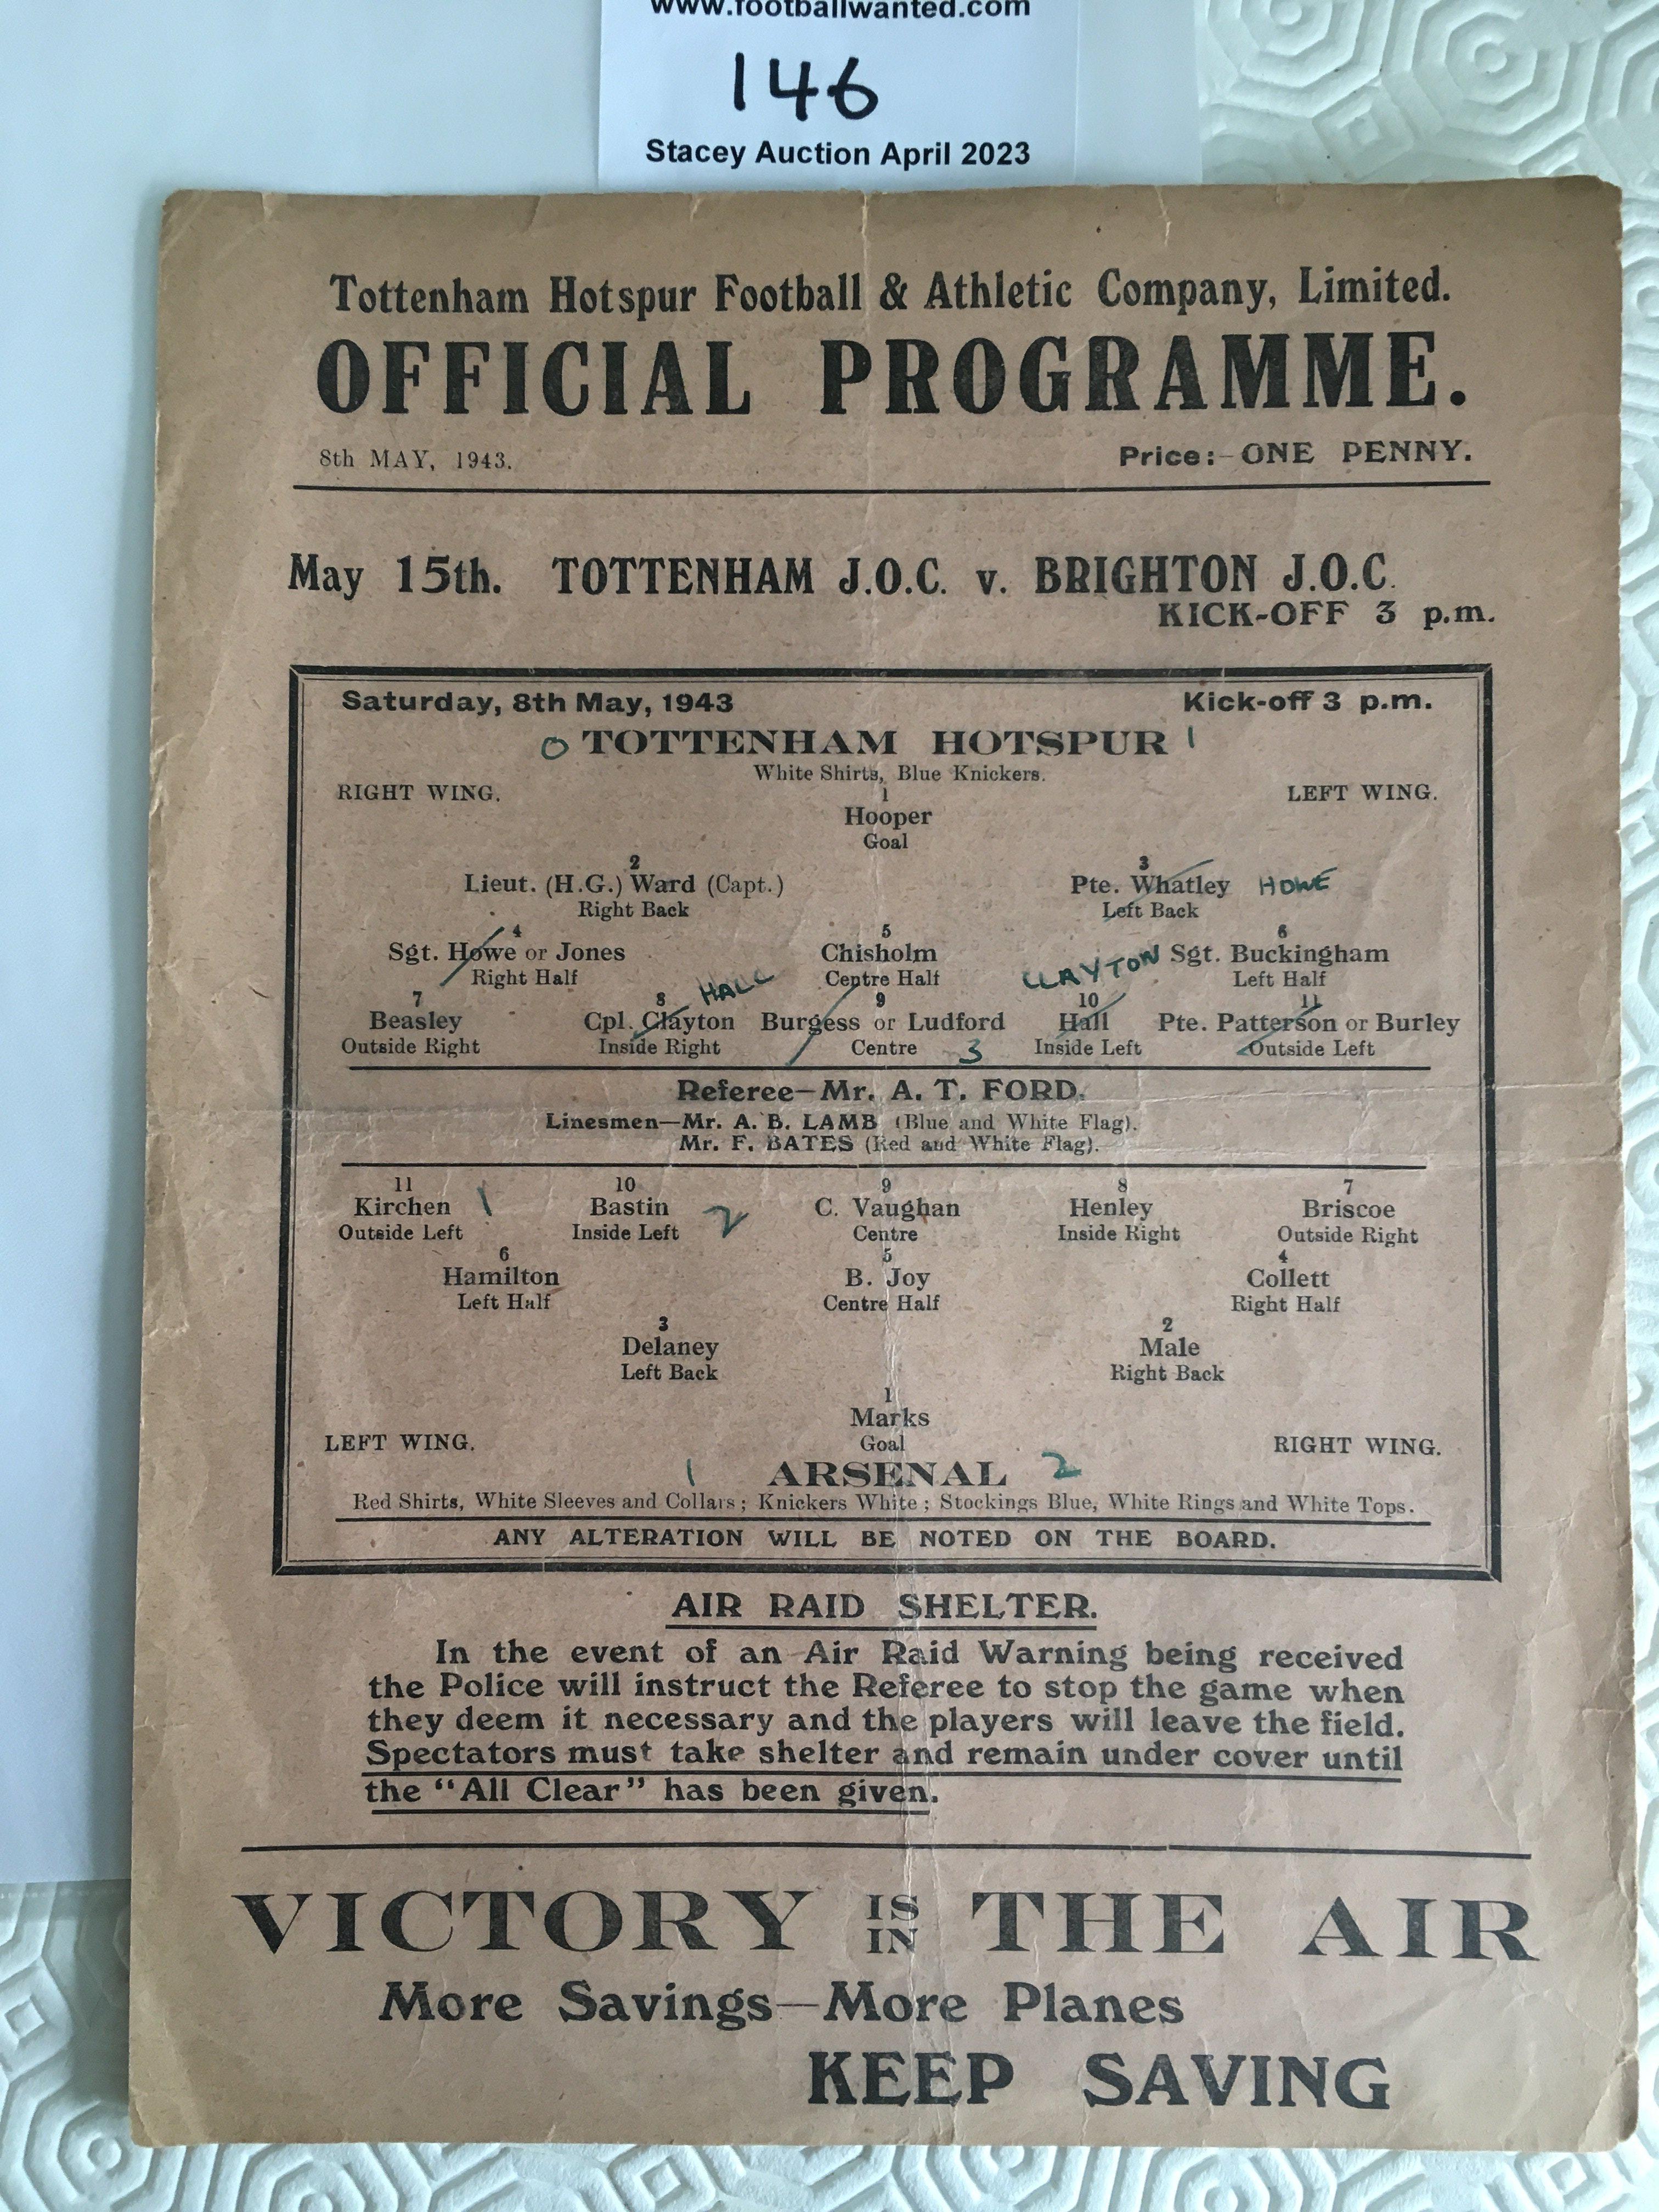 www.footballwanted.com
146
Stacey Auction April 2023
Tottenham Hotspur Football & Athletic Company, Limited.
OFFICIAL PROGRAMME.
8th MAY, 1943. Price:- ONE PENNY.
May 15th. TOTTENHAM J.O.C. v. BRIGHTON J.O.C.
KICK-OFF 3 p.m.
Saturday, 8th May, 1943 Kick-off 3 p.m.
0 TOTTENHAM HOTSPUR 1
White Shirts, Blue Knickers.
RIGHT WING. 1 LEFT WING.
Hooper
Goal
2 3
Lieut. (H.G.) Ward (Capt.) Pte. Whatley HOWE
Right Back Left Back
4 5 6
Sgt. Howe or Jones Chisholm CLAYTON Sgt. Buckingham
Right Half HALL Centre Half Left Half
7 8 9 10 11
Beasley Cpl. Clayton Burgess or Ludford Hall Pte. Patterson or Burley
Outside Right Inside Right Centre 3 Inside Left Outside Left
Referee—Mr. A. T. FORD.
Linesmen—Mr. A. B. LAMB (Blue and White Flag).
Mr. F. BATES (Red and White Flag).
11 10 9 8 7
Kirchen 1 Bastin 2 C. Vaughan Henley Briscoe
Outside Left Inside Left Centre Inside Right Outside Right
6 5 4
Hamilton B. Joy Collett
Left Half Centre Half Right Half
3 2
Delaney Male
Left Back Right Back
1
Marks
LEFT WING. Goal RIGHT WING.
1 ARSENAL 2
Red Shirts, White Sleeves and Collars; Knickers White; Stockings Blue, White Rings and White Tops.
ANY ALTERATION WILL BE NOTED ON THE BOARD.
AIR RAID SHELTER.
In the event of an Air Raid Warning being received
the Police will instruct the Referee to stop the game when
they deem it necessary and the players will leave the field.
Spectators must take shelter and remain under cover until
the "All Clear" has been given.
VICTORY IS IN THE AIR
More Savings—More Planes
KEEP SAVING